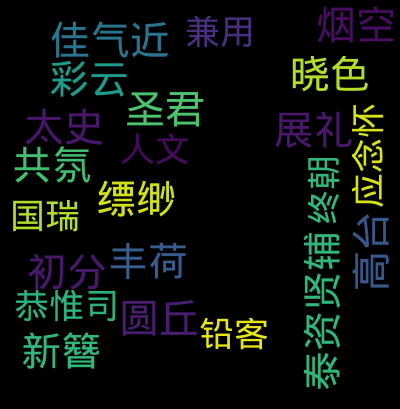 烟空
兼用
佳气近
彩云
晓色
圣君
太史
展礼
人文
应念怀
共氛
终朝
缥缈
国瑞
高台
丰荷
初分
泰资贤辅
恭惟司
圆丘
铅客
新簪